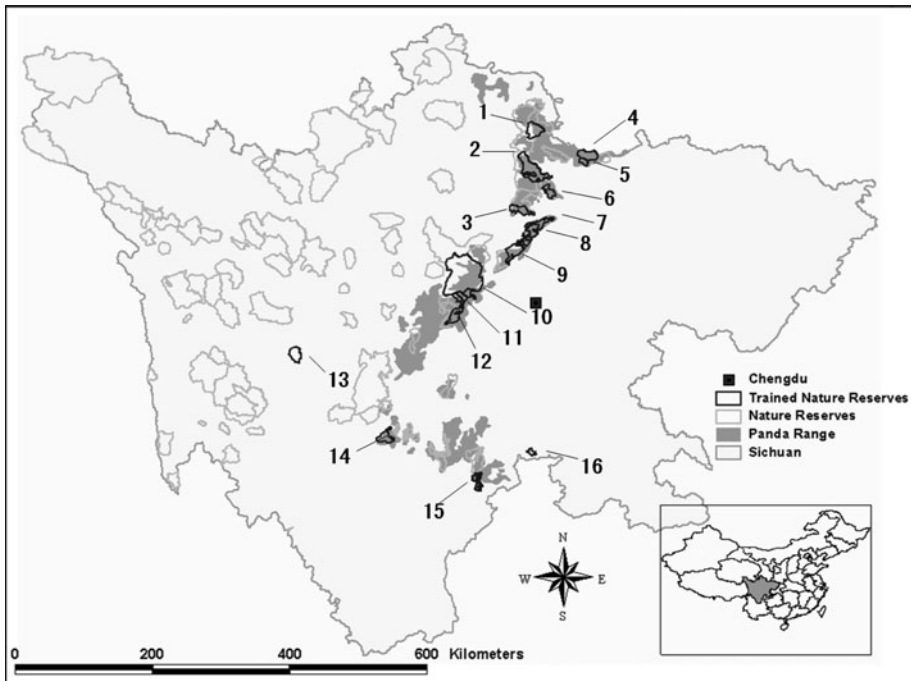 1
4
2
5
6
3
7
8
9
10
11
12
13
Chengdu
Trained Nature Reserves
Nature Reserves
Panda Range
Sichuan
14
16
15
N
W E
S
0 200 400 600 Kilometers